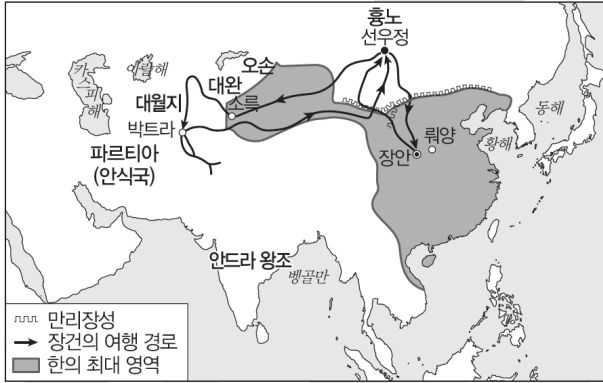 흉노
선우정
오손
대완
소륵
아랄해
카스피해
대월지
박트라
파르티아
(안식국)
동해
뤄양
황해
장안
안드라 왕조
벵골만
만리장성
장건의 여행 경로
한의 최대 영역